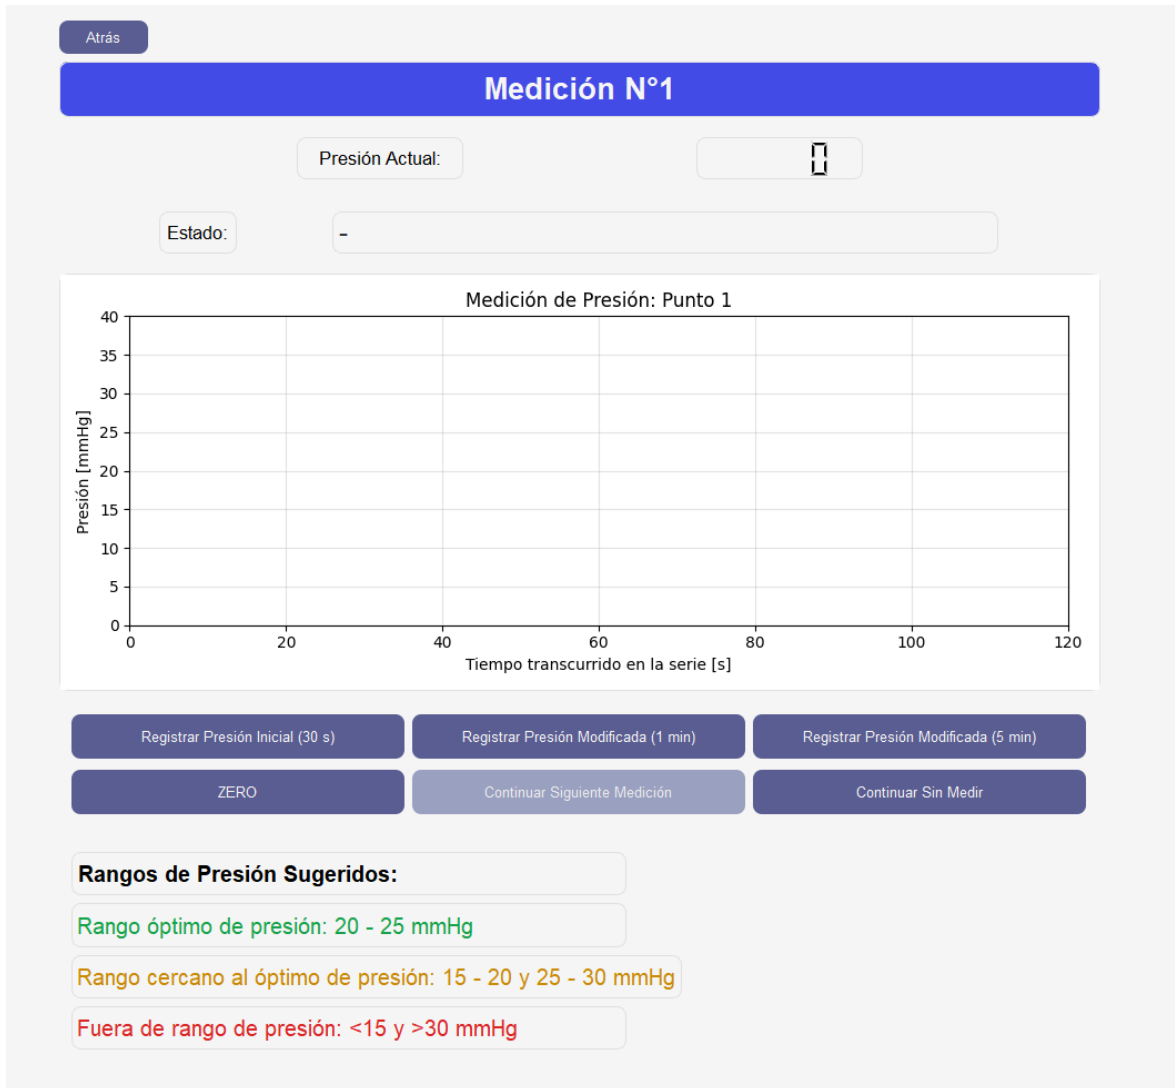 Atrás
Medición N°1
Presión Actual: 0
Estado: -
Medición de Presión: Punto 1
40
35
30
25
20
15
10
5
0
Presión [mmHg]
0 20 40 60 80 100 120
Tiempo transcurrido en la serie [s]
Registrar Presión Inicial (30 s) Registrar Presión Modificada (1 min) Registrar Presión Modificada (5 min)
ZERO Continuar Siguiente Medición Continuar Sin Medir
Rangos de Presión Sugeridos:
Rango óptimo de presión: 20 - 25 mmHg
Rango cercano al óptimo de presión: 15 - 20 y 25 - 30 mmHg
Fuera de rango de presión: <15 y >30 mmHg